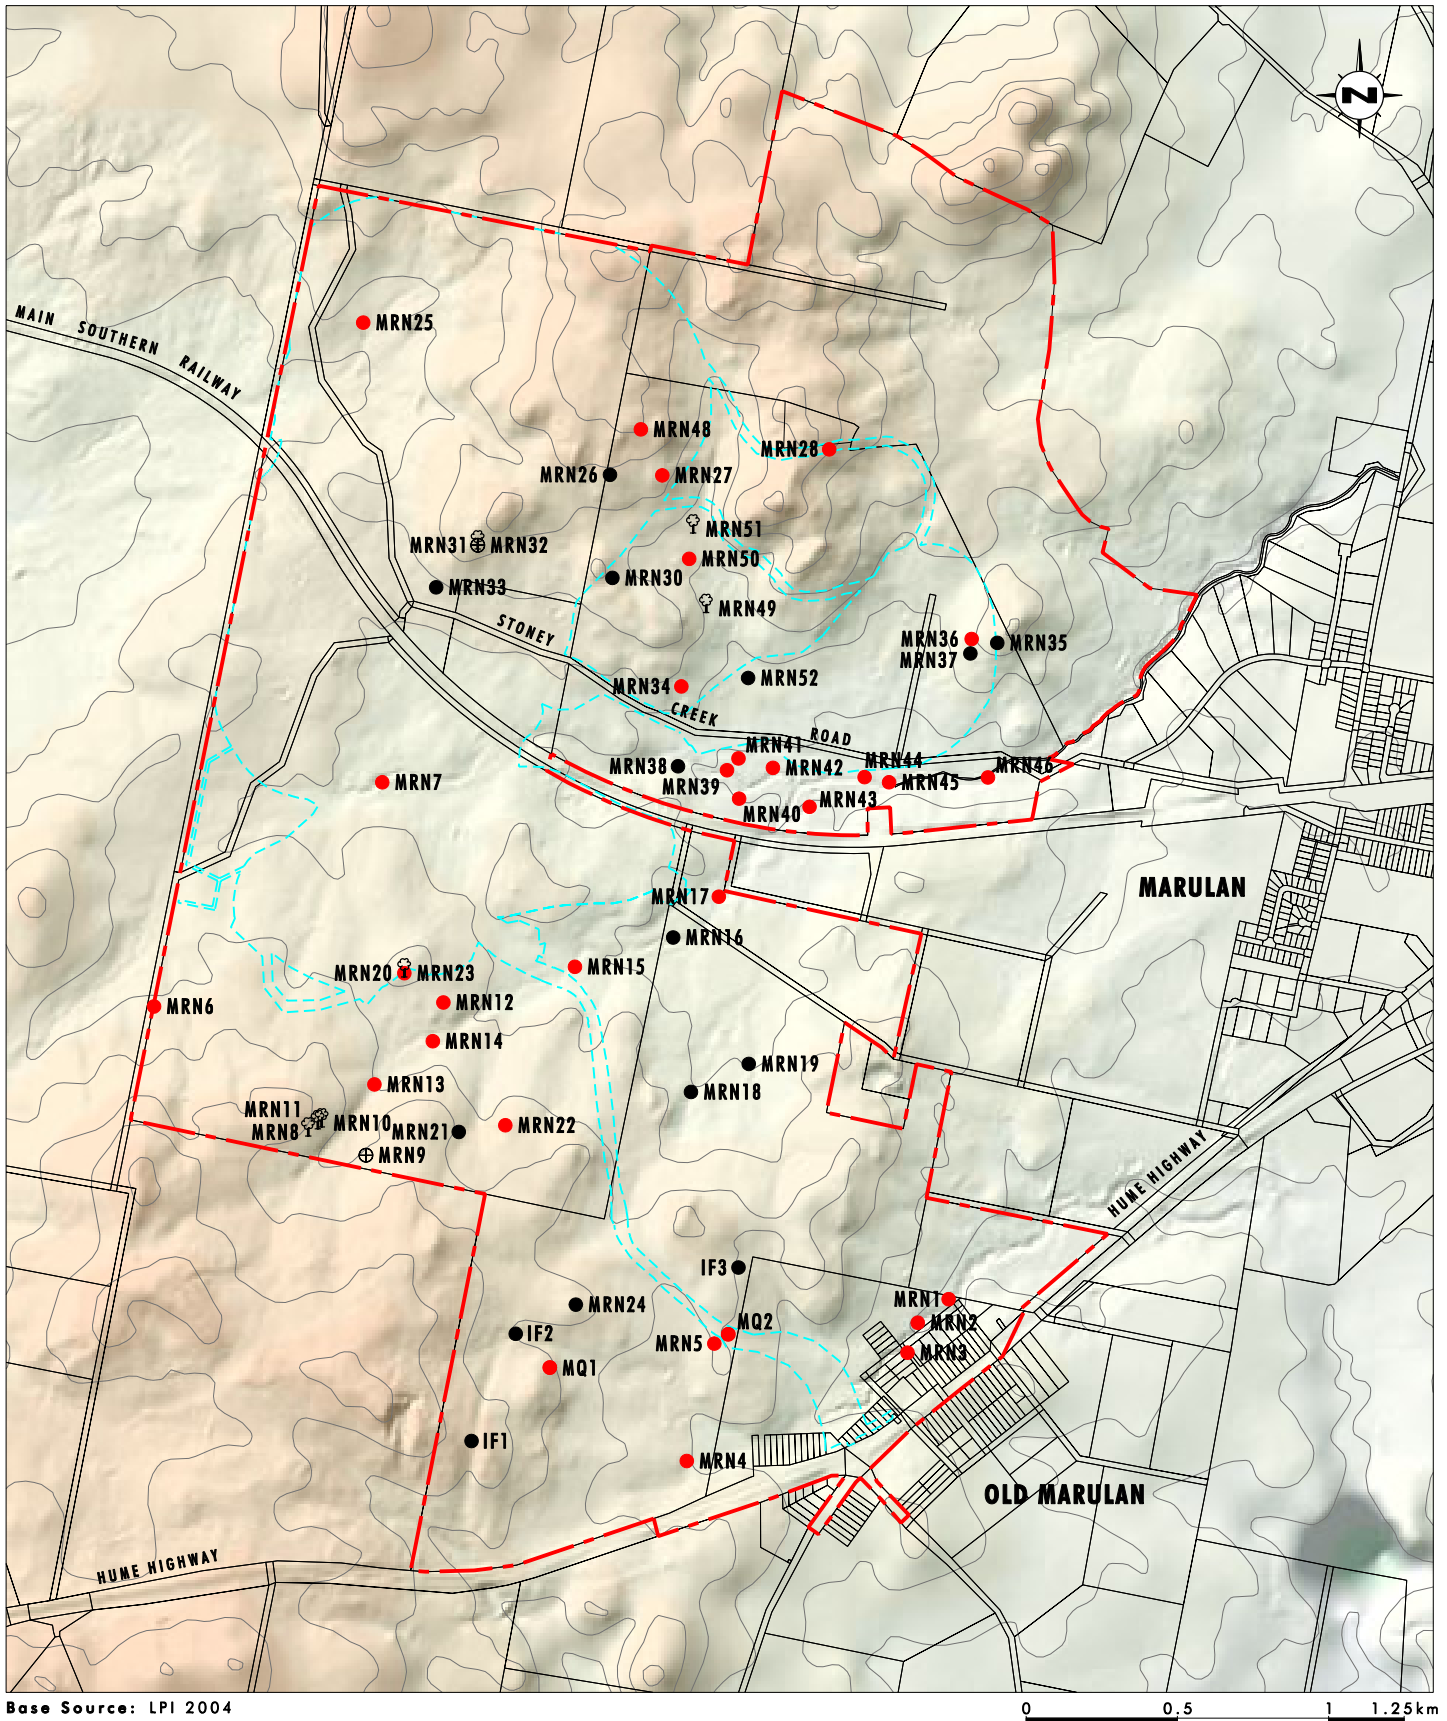 N
MRN25
MAIN SOUTHERN RAILWAY
MRN48
MRN28
MRN26
MRN27
MRN51
MRN31
MRN32
MRN50
MRN30
MRN33
MRN49
STONEY CREEK ROAD
MRN36
MRN35
MRN37
MRN52
MRN34
MRN41
MRN38
MRN42
MRN44
MRN46
MRN39
MRN7
MRN45
MRN43
MRN40
MARULAN
MRN17
MRN16
MRN15
MRN20
MRN23
MRN12
MRN6
MRN14
MRN19
MRN13
MRN18
MRN11
MRN10
MRN22
MRN8
MRN21
MRN9
HUME HIGHWAY
IF3
MRN1
MRN24
MRN2
MQ2
IF2
MRN5
MRN3
MQ1
IF1
MRN4
OLD MARULAN
HUME HIGHWAY
Base Source: LPI 2004
0 0.5 1 1.25km